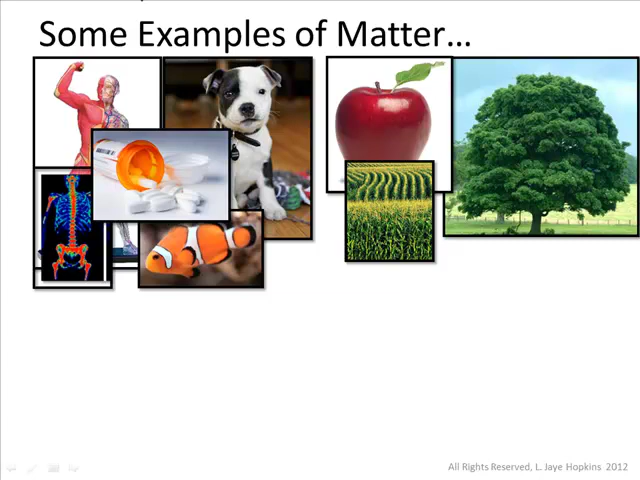 Some Examples of Matter…
All Rights Reserved, L. Jaye Hopkins 2012